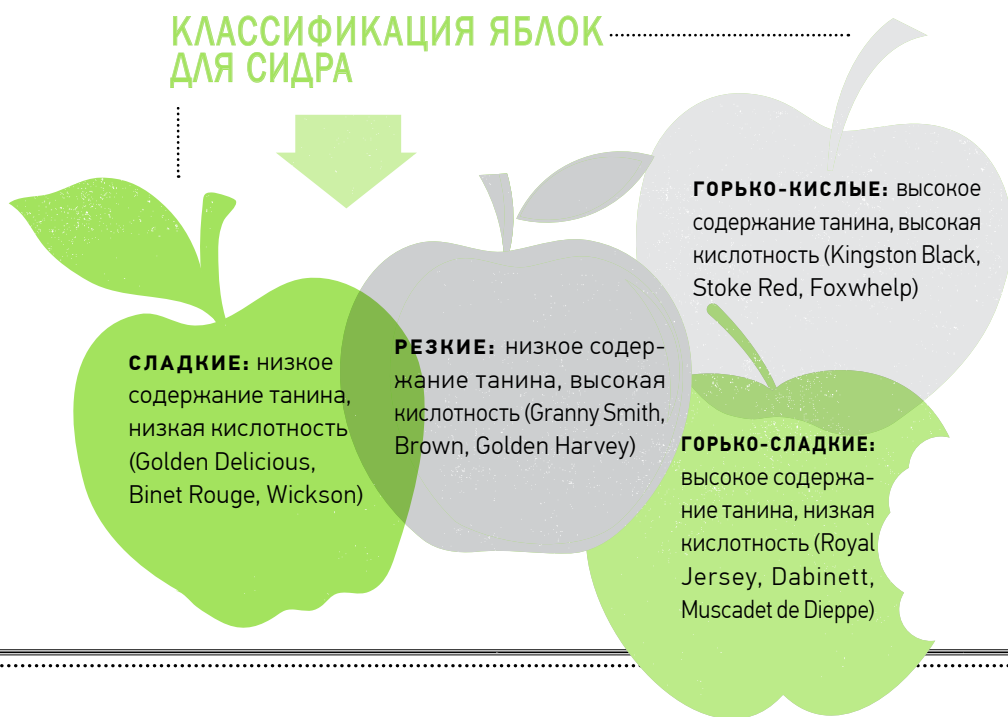 КЛАССИФИКАЦИЯ ЯБЛОК
ДЛЯ СИДРА
СЛАДКИЕ: низкое
содержание танина,
низкая кислотность
(Golden Delicious,
Binet Rouge, Wickson)
РЕЗКИЕ: низкое содер-
жание танина, высокая
кислотность (Granny Smith,
Brown, Golden Harvey)
ГОРЬКО-КИСЛЫЕ: высокое
содержание танина, высокая
кислотность (Kingston Black,
Stoke Red, Foxwhelp)
ГОРЬКО-СЛАДКИЕ:
высокое содержа-
ние танина, низкая
кислотность (Royal
Jersey, Dabinett,
Muscadet de Dieppe)